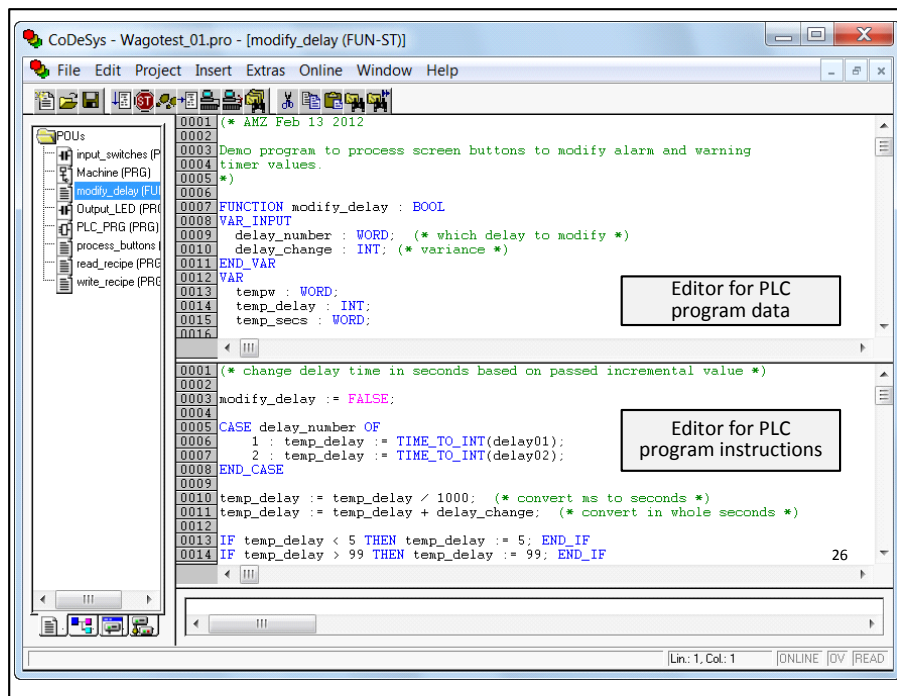 CoDeSys - Wagotest_01.pro - [modify_delay (FUN-ST)]
File Edit Project Insert Extras Online Window Help
POUs
input_switches (P
Machine (PRG)
modify_delay (FUI
Output_LED (PR(
PLC_PRG (PRG)
process_buttons (
read_recipe (PRG
write_recipe (PRG
0001 (* AMZ Feb 13 2012
0002
0003 Demo program to process screen buttons to modify alarm and warning
0004 timer values.
0005 *)
0006
0007 FUNCTION modify_delay : BOOL
0008 VAR_INPUT
0009 delay_number : WORD; (* which delay to modify *)
0010 delay_change : INT; (* variance *)
0011 END_VAR
0012 VAR
0013 tempw : WORD;
0014 temp_delay : INT;
0015 temp_secs : WORD;
0016
Editor for PLC
program data
0001 (* change delay time in seconds based on passed incremental value *)
0002
0003 modify_delay := FALSE;
0004
0005 CASE delay_number OF
0006 1 : temp_delay := TIME_TO_INT(delay01);
0007 2 : temp_delay := TIME_TO_INT(delay02);
0008 END_CASE
0009
0010 temp_delay := temp_delay / 1000; (* convert ms to seconds *)
0011 temp_delay := temp_delay + delay_change; (* convert in whole seconds *)
0012
0013 IF temp_delay < 5 THEN temp_delay := 5; END_IF
0014 IF temp_delay > 99 THEN temp_delay := 99; END_IF
Editor for PLC
program instructions
26
Lin.: 1, Col.: 1 ONLINE OV READ